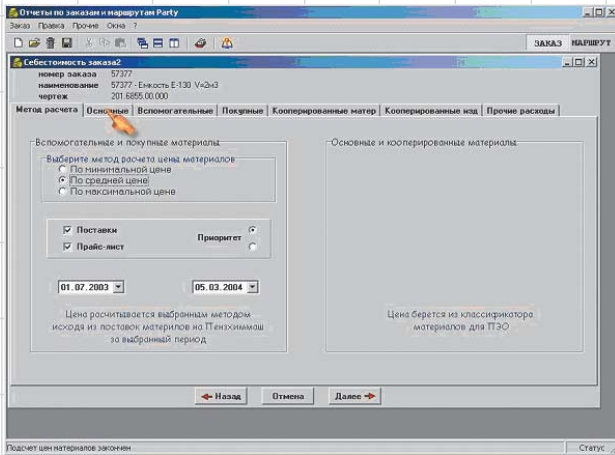 Отчеты по заказам и маршрутам Party
Заказ Правка Прочие Окна ?
ЗАКАЗ МАРШРУТ
Себестоимость заказа2
номер заказа 57377
наименование 57377 - Емкость Е-130 V=2м3
чертеж 201.6855.00.000
Метод расчета Основные Вспомогательные Покупные Кооперированные матер Кооперированные изд Прочие расходы
Вспомогательные и покупные материалы Основные и кооперированные материалы
Выберите метод расчета цены материалов
По минимальной цене
По средней цене
По максимальной цене
Поставки
Приоритет
Прайс-лист
01.07.2003 05.03.2004
Цена расчитывается выбранным методом Цена берется из классификатора
исходя из поставок материлов на Пензхиммаш материалов для ПЭО
за выбранный период
Назад Отмена Далее
Подсчет цен материалов закончен Статус